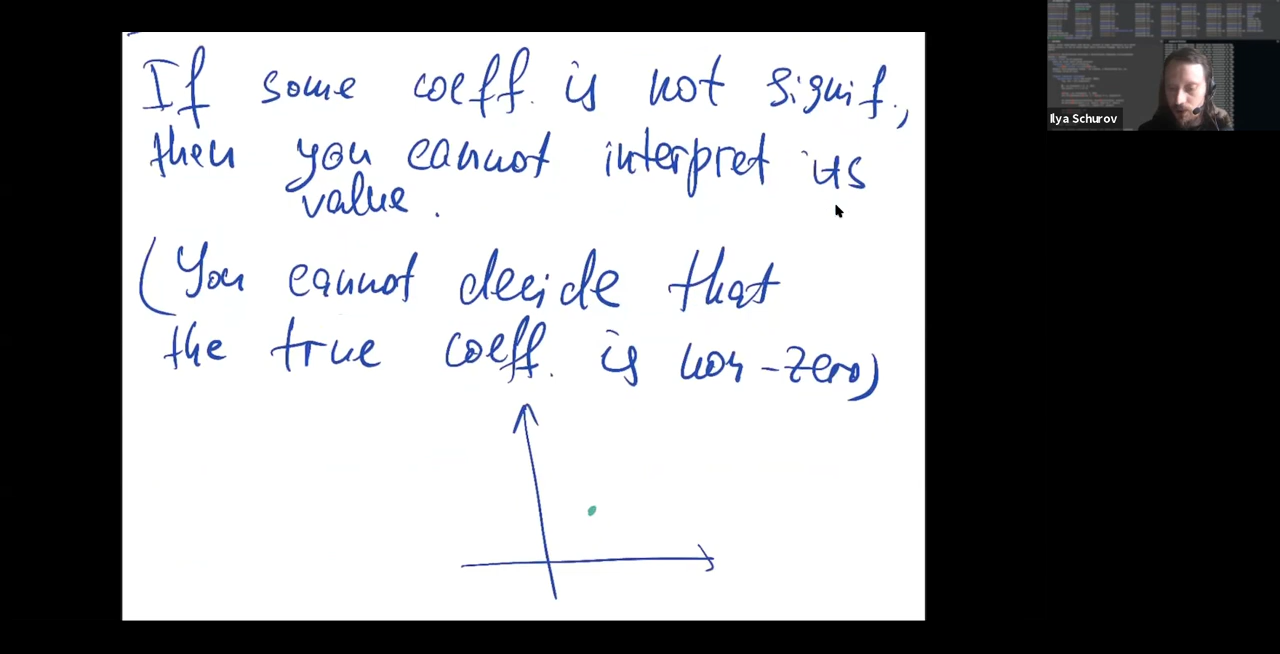 If some coeff. is not signif.,
then you cannot interpret its
value.
(You cannot decide that
the true coeff. is non-zero)
Ilya Schurov